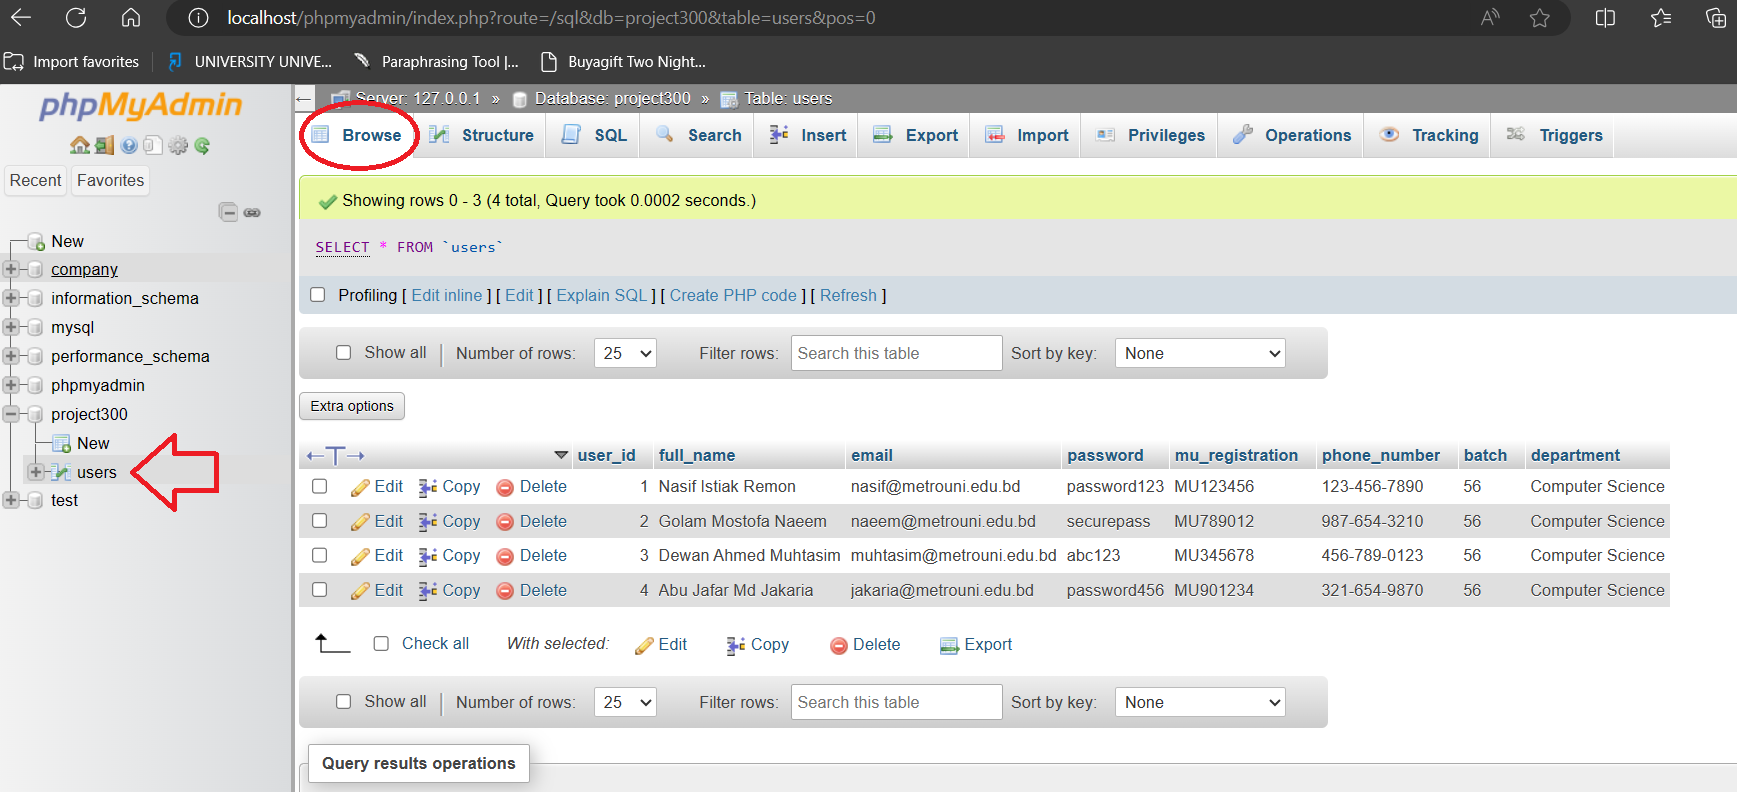 localhost/phpmyadmin/index.php?route=/sql&db=project300&table=users&pos=0
Import favorites UNIVERSITY UNIVE... Paraphrasing Tool |... Buyagift Two Night...
phpMyAdmin
Recent Favorites
New
company
information_schema
mysql
performance_schema
phpmyadmin
project300
New
users
test
Server: 127.0.0.1 » Database: project300 » Table: users
Browse Structure SQL Search Insert Export Import Privileges Operations Tracking Triggers
Showing rows 0 - 3 (4 total, Query took 0.0002 seconds.)
SELECT * FROM `users`
Profiling [ Edit inline ] [ Edit ] [ Explain SQL ] [ Create PHP code ] [ Refresh ]
Show all Number of rows: 25 Filter rows: Search this table Sort by key: None
Extra options
user_id full_name email password mu_registration phone_number batch department
Edit Copy Delete 1 Nasif Istiak Remon nasif@metrouni.edu.bd password123 MU123456 123-456-7890 56 Computer Science
Edit Copy Delete 2 Golam Mostofa Naeem naeem@metrouni.edu.bd securepass MU789012 987-654-3210 56 Computer Science
Edit Copy Delete 3 Dewan Ahmed Muhtasim muhtasim@metrouni.edu.bd abc123 MU345678 456-789-0123 56 Computer Science
Edit Copy Delete 4 Abu Jafar Md Jakaria jakaria@metrouni.edu.bd password456 MU901234 321-654-9870 56 Computer Science
Check all With selected: Edit Copy Delete Export
Show all Number of rows: 25 Filter rows: Search this table Sort by key: None
Query results operations